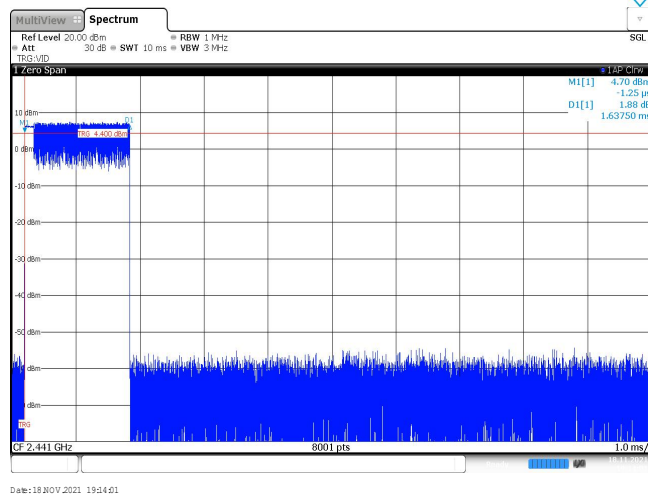 MultiView Spectrum
Ref Level 20.00 dBm RBW 1 MHz SGL
Att 30 dB SWT 10 ms VBW 3 MHz
TRG:VID
1 Zero Span 1AP Clrw
M1[1] 4.70 dBm
-1.25 µs
D1[1] 1.88 dB
1.63750 ms
10 dBm
M1 D1
TRG 4.400 dBm
0 dBm
-10 dBm
-20 dBm
-30 dBm
-40 dBm
-50 dBm
dBm
dBm
TRG
CF 2.441 GHz 8001 pts 1.0 ms/
Date: 18.NOV.2021 19:14:01